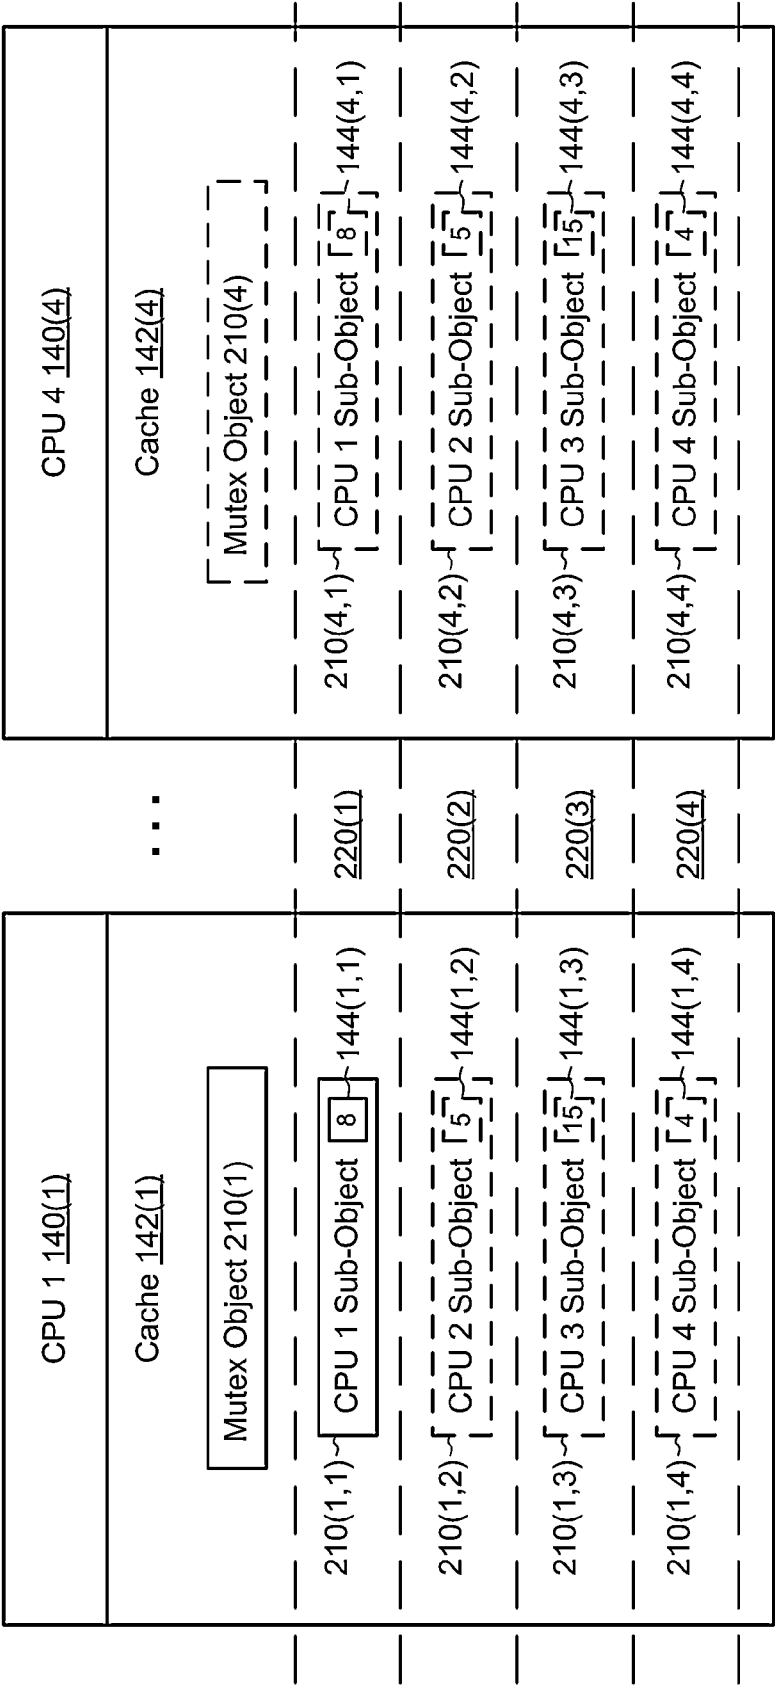 CPU 1 140(1)
Cache 142(1)
Mutex Object 210(1)
210(1,1)
CPU 1 Sub-Object
8
144(1,1)
210(1,2)
CPU 2 Sub-Object
5
144(1,2)
210(1,3)
CPU 3 Sub-Object
15
144(1,3)
210(1,4)
CPU 4 Sub-Object
4
144(1,4)
...
220(1)
220(2)
220(3)
220(4)
CPU 4 140(4)
Cache 142(4)
Mutex Object 210(4)
210(4,1)
CPU 1 Sub-Object
8
144(4,1)
210(4,2)
CPU 2 Sub-Object
5
144(4,2)
210(4,3)
CPU 3 Sub-Object
15
144(4,3)
210(4,4)
CPU 4 Sub-Object
4
144(4,4)